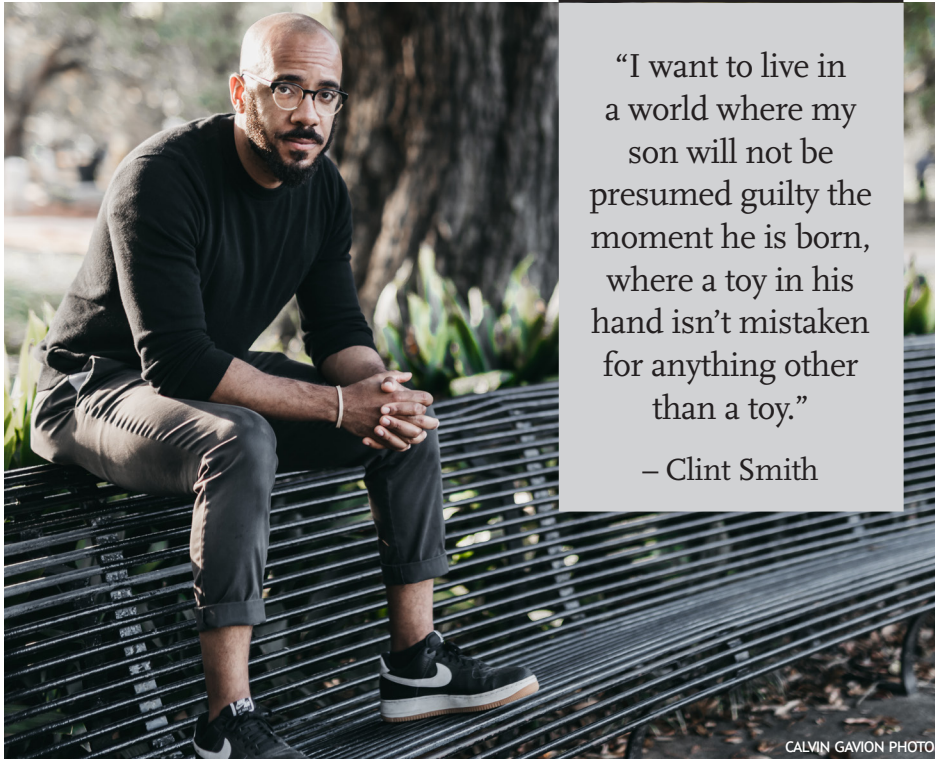 “I want to live in
a world where my
son will not be
presumed guilty the
moment he is born,
where a toy in his
hand isn’t mistaken
for anything other
than a toy.”
– Clint Smith
CALVIN GAVION PHOTO